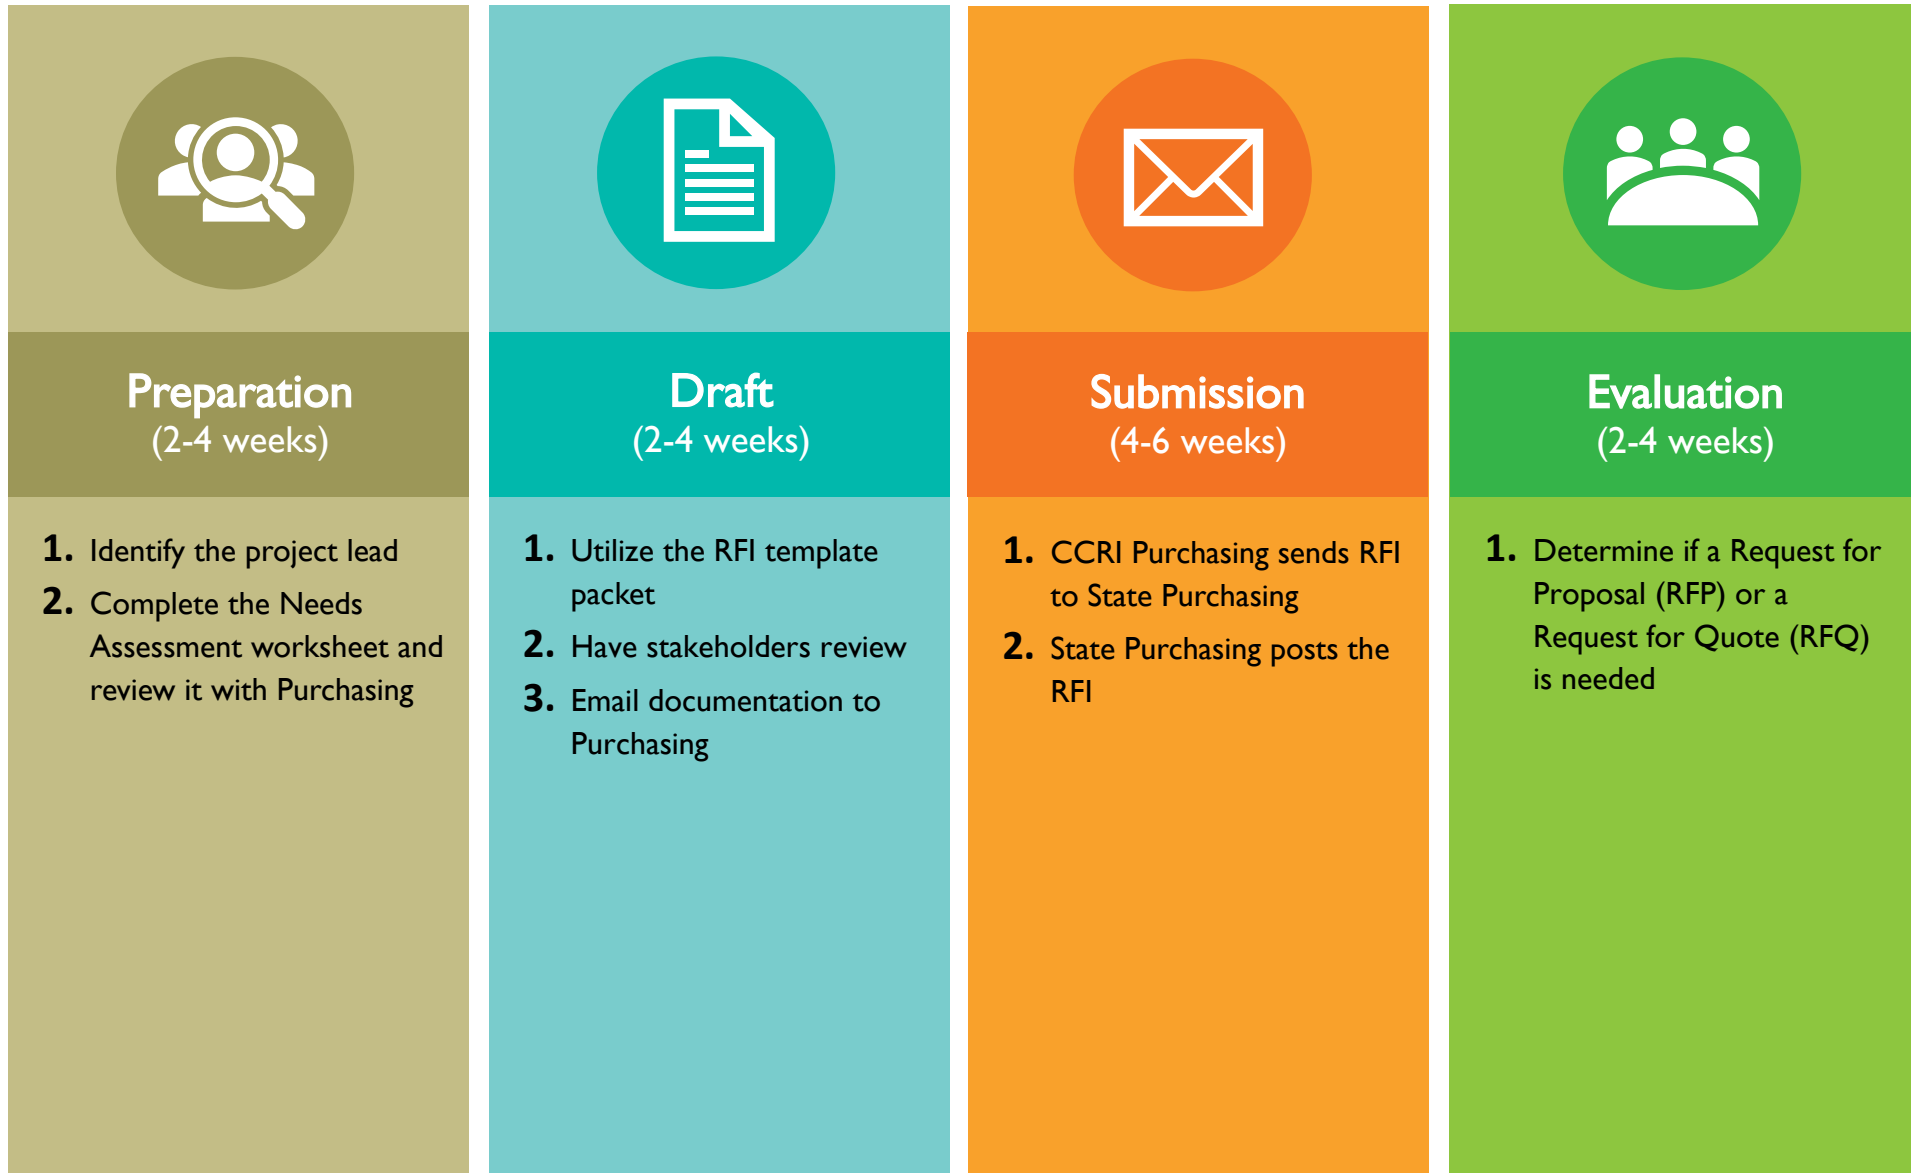 Preparation
(2-4 weeks)
1. Identify the project lead
2. Complete the Needs
Assessment worksheet and
review it with Purchasing
Draft
(2-4 weeks)
1. Utilize the RFI template
packet
2. Have stakeholders review
3. Email documentation to
Purchasing
Submission
(4-6 weeks)
1. CCRI Purchasing sends RFI
to State Purchasing
2. State Purchasing posts the
RFI
Evaluation
(2-4 weeks)
1. Determine if a Request for
Proposal (RFP) or a
Request for Quote (RFQ)
is needed